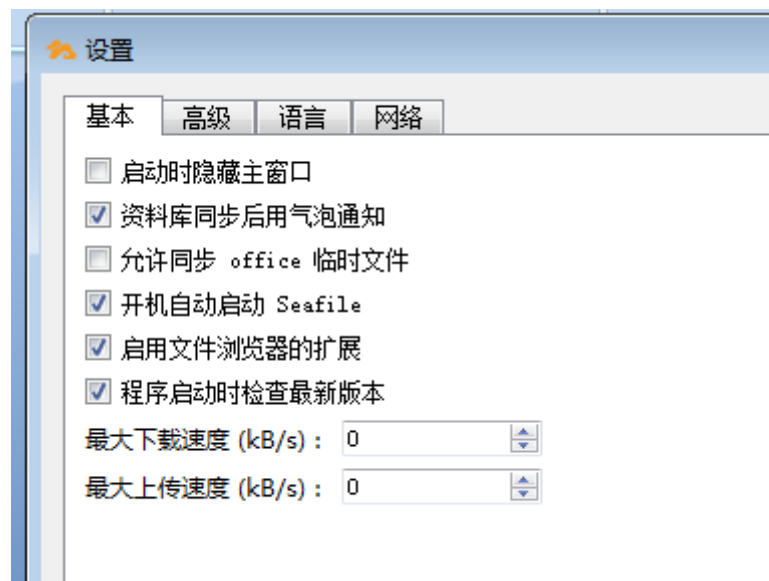 设置
基本 高级 语言 网络
启动时隐藏主窗口
资料库同步后用气泡通知
允许同步 office 临时文件
开机自动启动 Seafile
启用文件浏览器的扩展
程序启动时检查最新版本
最大下载速度 (kB/s)： 0
最大上传速度 (kB/s)： 0